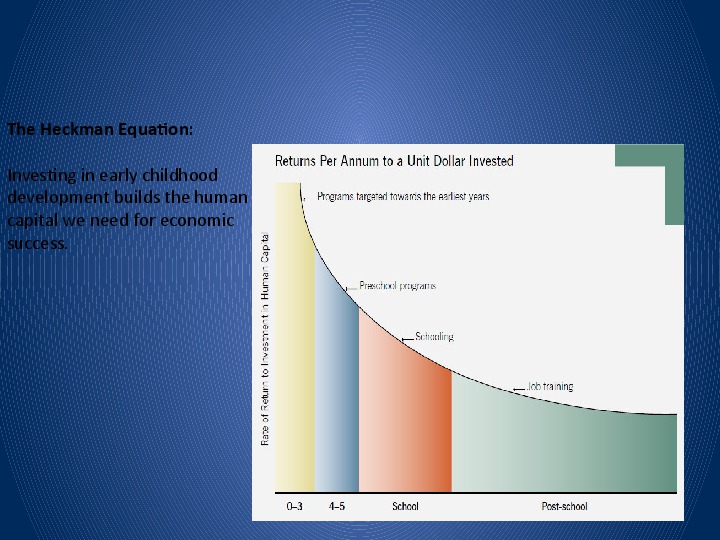 The Heckman Equation:
Investing in early childhood
development builds the human
capital we need for economic
success.
Returns Per Annum to a Unit Dollar Invested
Programs targeted towards the earliest years
Preschool programs
Schooling
Job training
Rate of Return to Investment in Human Capital
0–3 4–5 School Post-school